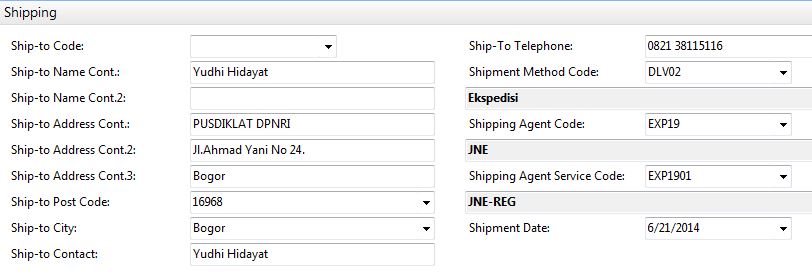 Shipping
Ship-to Code:
Ship-to Name Cont.: Yudhi Hidayat
Ship-to Name Cont.2:
Ship-to Address Cont.: PUSDIKLAT DPNRI
Ship-to Address Cont.2: Jl.Ahmad Yani No 24.
Ship-to Address Cont.3: Bogor
Ship-to Post Code: 16968
Ship-to City: Bogor
Ship-to Contact: Yudhi Hidayat
Ship-To Telephone: 0821 38115116
Shipment Method Code: DLV02
Ekspedisi
Shipping Agent Code: EXP19
JNE
Shipping Agent Service Code: EXP1901
JNE-REG
Shipment Date: 6/21/2014